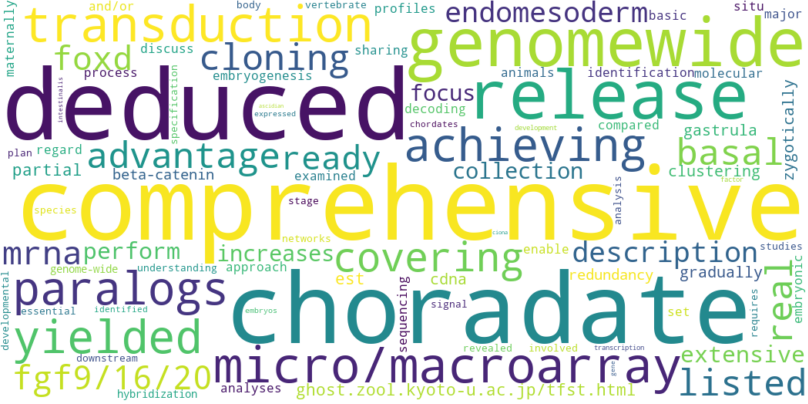 and/or
body
vertebrate
profiles
situ
major
maternally
transduction
endomesoderm
basic
foxd
discuss
sharing
cloning
genomewide
process
embryogenesis
animals
identification
molecular
intestinalis
deduced
specification
ascidian
expressed
focus
decoding
release
chordates
development
compared
gastrula
zygotically
plan
regard
advantage
ready
achieving
basal
partial
beta-catenin
examined
collection
clustering
comprehensive
species
stage
analysis
factor
networks
ciona
mrna
perform
increases
covering
description
enable
studies
genome-wide
understanding
approach
est
cdna
redundancy
gradually
real
embryonic
developmental
paralogs
choradate
essential
identified
embryos
sequencing
signal
set
requires
yielded
revealed
involved
transcription
downstream
micro/macroarray
gene
extensive
fgf9/16/20
analyses
ghost.zool.kyoto-u.ac.jp/tfst.html
listed
hybridization